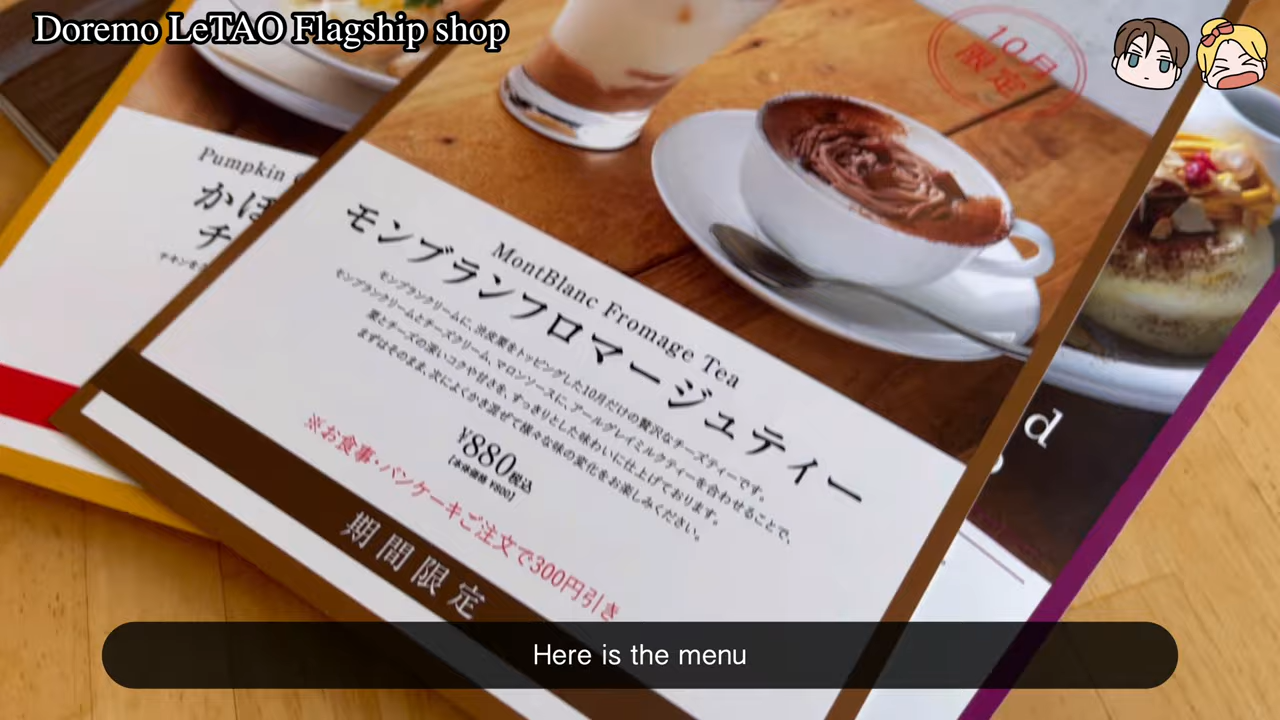 Doremo LeTAO Flagship shop
10月
限定
Pumpkin
かぼ
チ
MontBlanc Fromage Tea
モンブランフロマージュティー
モンブランクリームに、渋皮栗をトッピングした10月だけの贅沢なチーズティーです。
モンブランクリームとチーズクリーム、マロンソースに、アールグレイミルクティーを合わせることで、
栗とチーズの深いコクや甘さを、すっきりとした味わいに仕上げております。
まずはそのまま、次によくかき混ぜて様々な味の変化をお楽しみください。
¥880税込
[本体価格 ¥800]
※お食事・パンケーキご注文で300円引き
期間限定
d
Here is the menu